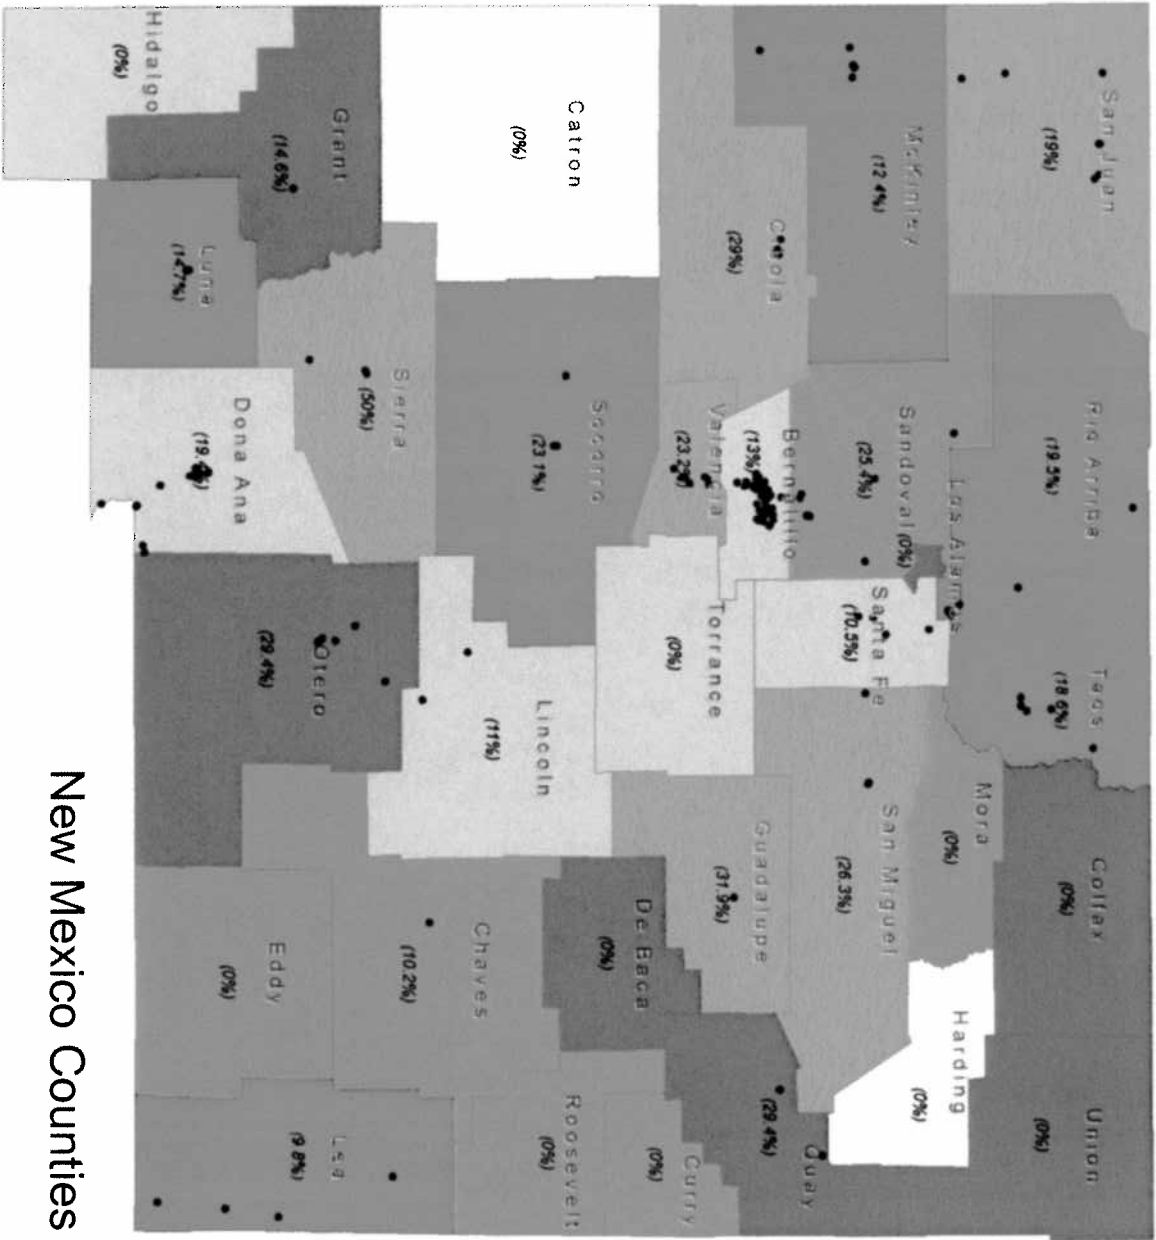 San Juan
(19%)
Rio Arriba
(19.5%)
Taos
(18.6%)
Colfax
(0%)
Union
(0%)
Los Alamos
(0%)
Mora
(0%)
Harding
(0%)
McKinley
(12.4%)
Sandoval
(25.4%)
Santa Fe
(10.5%)
San Miguel
(26.3%)
Cibola
(29%)
Bernalillo
(13%)
Valencia
(23.2%)
Torrance
(0%)
Guadalupe
(31.9%)
Quay
(29.4%)
Curry
(0%)
Catron
(0%)
Socorro
(23.1%)
Lincoln
(11%)
De Baca
(0%)
Roosevelt
(0%)
Sierra
(50%)
Chaves
(10.2%)
Grant
(14.6%)
Otero
(29.4%)
Eddy
(0%)
Lea
(9.8%)
Luna
(14.7%)
Dona Ana
Hidalgo
(0%)
New Mexico Counties